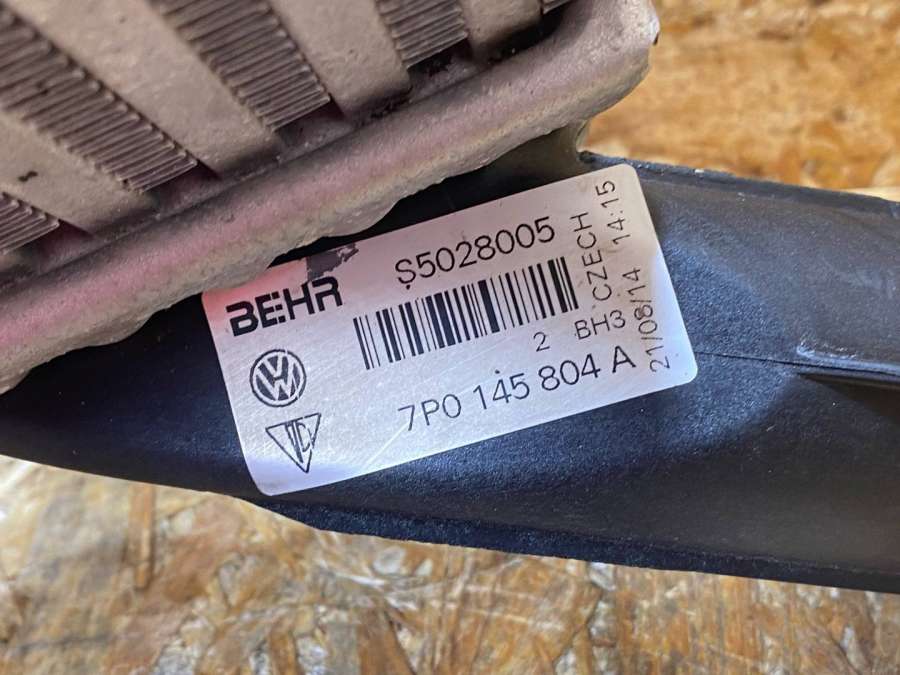 BEHR
S5028005
2 BH3 CZECH
21/08/14 14:15
7P0 145 804 A